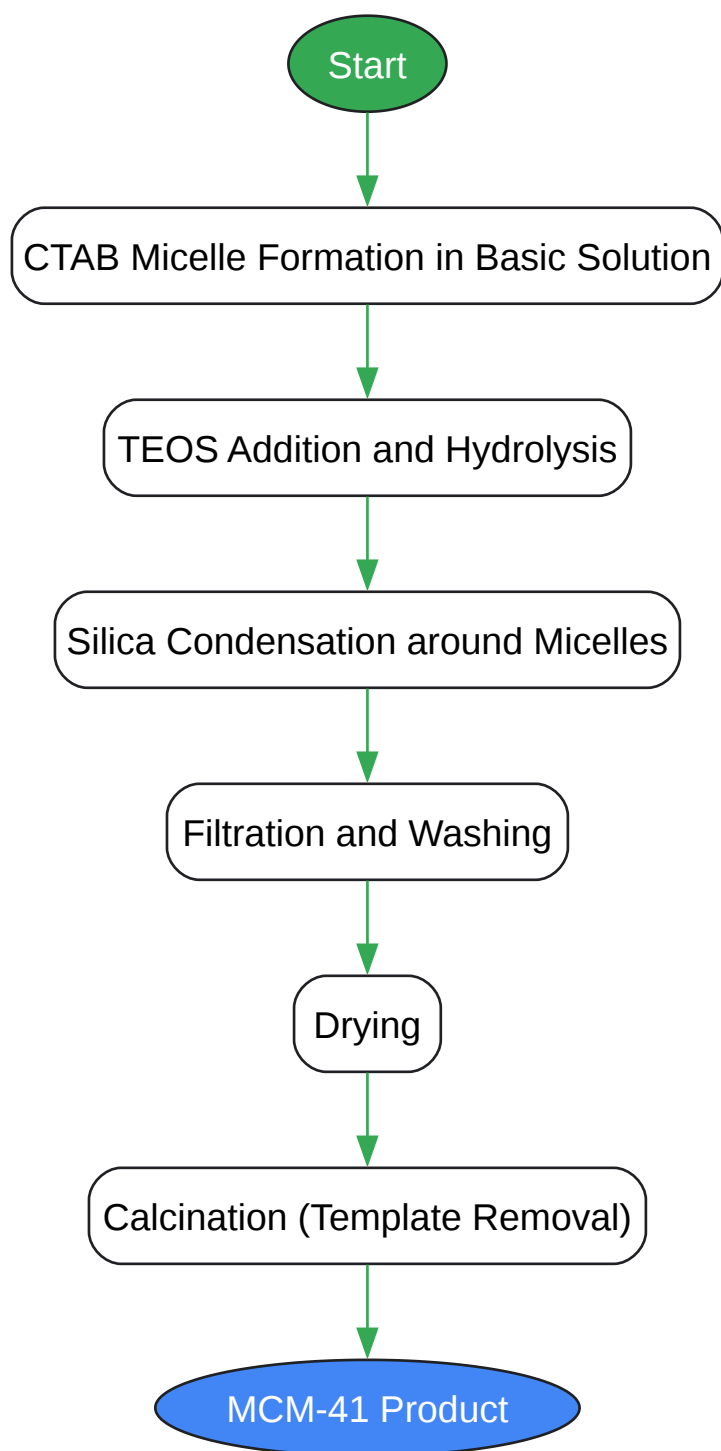 Start
CTAB Micelle Formation in Basic Solution
TEOS Addition and Hydrolysis
Silica Condensation around Micelles
Filtration and Washing
Drying
Calcination (Template Removal)
MCM-41 Product